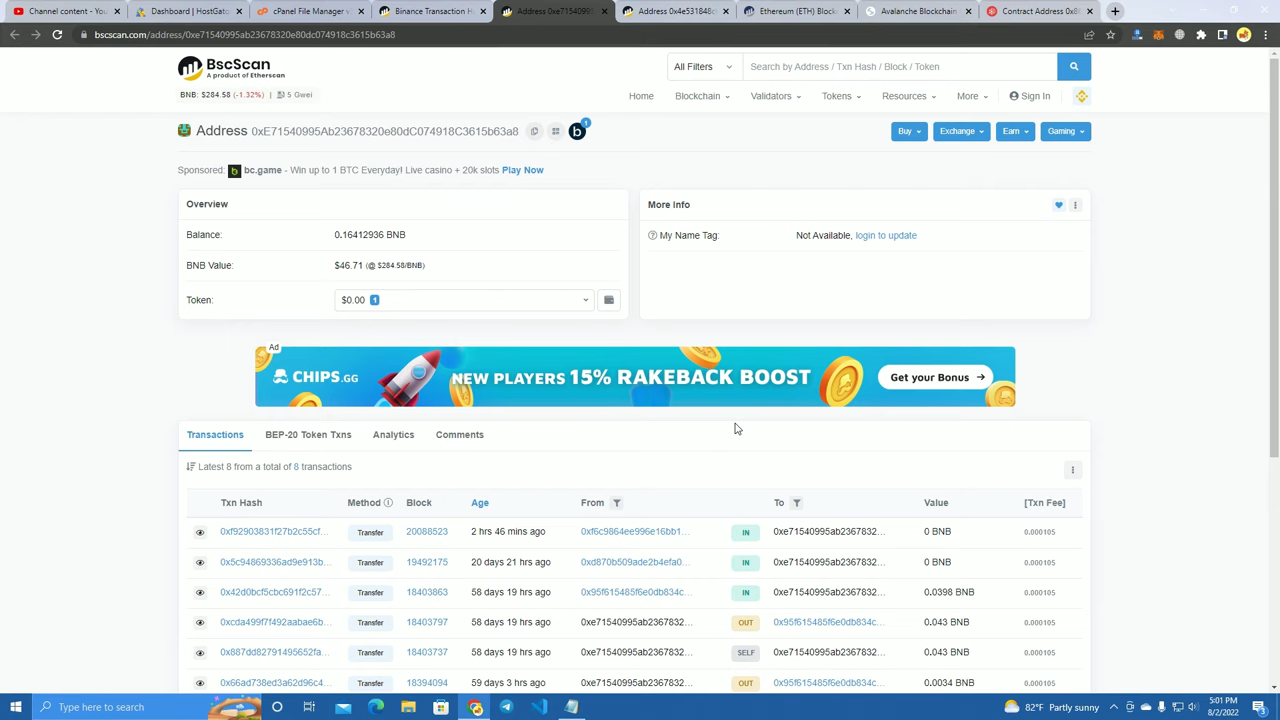 Current content - YouTube
Dashboard | HostGato
cPanel File Manager v
Binance Transaction H
Address 0xe7154099
Address 0x4e531848c
Ethereum (ETH) Block
Avalanche Blockchain
Contract Address 0x8
bscscan.com/address/0xe71540995ab23678320e80dc074918c3615b63a8
BscScan
A product of Etherscan
All Filters
Search by Address / Txn Hash / Block / Token
BNB: $284.58 (-1.32%) | 5 Gwei
Home Blockchain Validators Tokens Resources More Sign In
Address 0xE71540995Ab23678320e80dC074918C3615b63a8
b 1
Buy Exchange Earn Gaming
Sponsored: b bc.game - Win up to 1 BTC Everyday! Live casino + 20k slots Play Now
Overview
More Info
Balance: 0.16412936 BNB
My Name Tag: Not Available, login to update
BNB Value: $46.71 (@ $284.58/BNB)
Token: $0.00 1
Ad
CHIPS.GG NEW PLAYERS 15% RAKEBACK BOOST Get your Bonus →
Transactions BEP-20 Token Txns Analytics Comments
Latest 8 from a total of 8 transactions
Txn Hash Method Block Age From To Value [Txn Fee]
0xf92903831f27b2c55cf... Transfer 20088523 2 hrs 46 mins ago 0xf6c9864ee996e16bb1... IN 0xe71540995ab2367832... 0 BNB 0.000105
0x5c94869336ad9e913b... Transfer 19492175 20 days 21 hrs ago 0xd870b509ade2b4efa0... IN 0xe71540995ab2367832... 0 BNB 0.000105
0x42d0bcf5cbc691f2c57... Transfer 18403863 58 days 19 hrs ago 0x95f615485f6e0db834c... IN 0xe71540995ab2367832... 0.0398 BNB 0.000105
0xcda499f7f492aabae6b... Transfer 18403797 58 days 19 hrs ago 0xe71540995ab2367832... OUT 0x95f615485f6e0db834c... 0.043 BNB 0.000105
0x887dd82791495652fa... Transfer 18403737 58 days 19 hrs ago 0xe71540995ab2367832... SELF 0xe71540995ab2367832... 0.043 BNB 0.000105
0x66ad738ed3a62d96c4... Transfer 18394094 59 days 3 hrs ago 0xe71540995ab2367832... OUT 0x95f615485f6e0db834c... 0.0034 BNB 0.000105
Type here to search
82°F Partly sunny
5:01 PM
8/2/2022
3